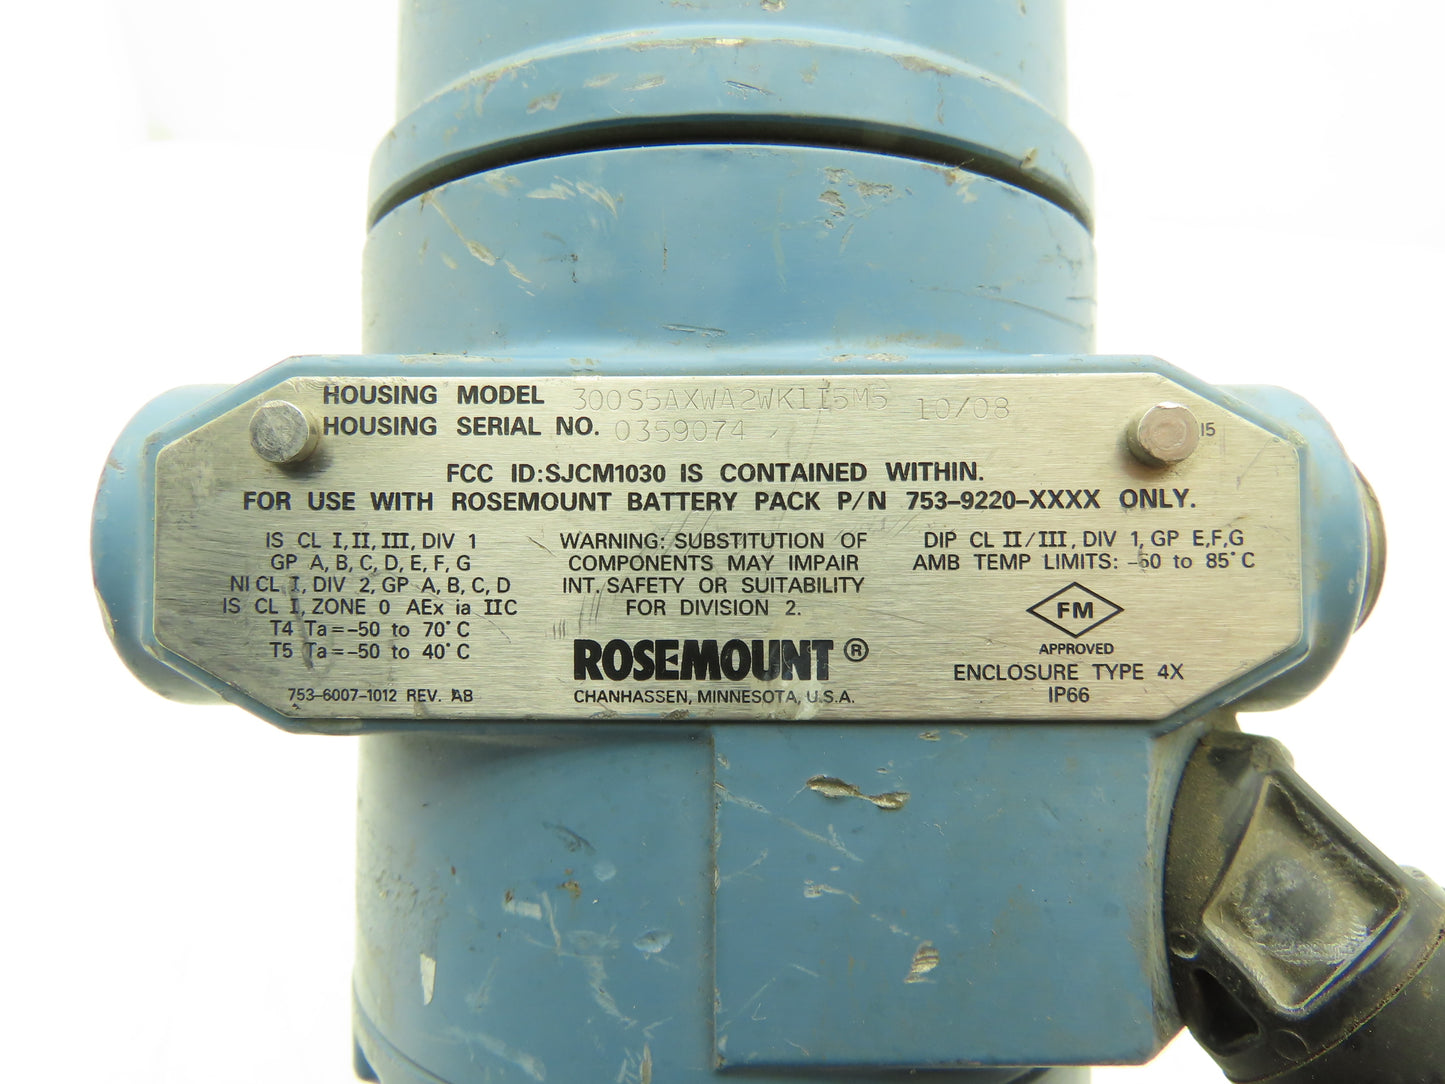 HOUSING MODEL 300S5AXWA2WK1I5M5 10/08
HOUSING SERIAL NO. 0359074
15
FCC ID:SJCM1030 IS CONTAINED WITHIN.
FOR USE WITH ROSEMOUNT BATTERY PACK P/N 753-9220-XXXX ONLY.
IS CL I, II, III, DIV 1
GP A, B, C, D, E, F, G
NI CL I, DIV 2, GP A, B, C, D
IS CL I, ZONE 0 AEx ia IIC
T4 Ta=-50 to 70°C
T5 Ta=-50 to 40°C
753-6007-1012 REV. AB
WARNING: SUBSTITUTION OF
COMPONENTS MAY IMPAIR
INT. SAFETY OR SUITABILITY
FOR DIVISION 2.
ROSEMOUNT ®
CHANHASSEN, MINNESOTA, U.S.A.
DIP CL II/III, DIV 1, GP E,F,G
AMB TEMP LIMITS: -50 to 85°C
FM
APPROVED
ENCLOSURE TYPE 4X
IP66